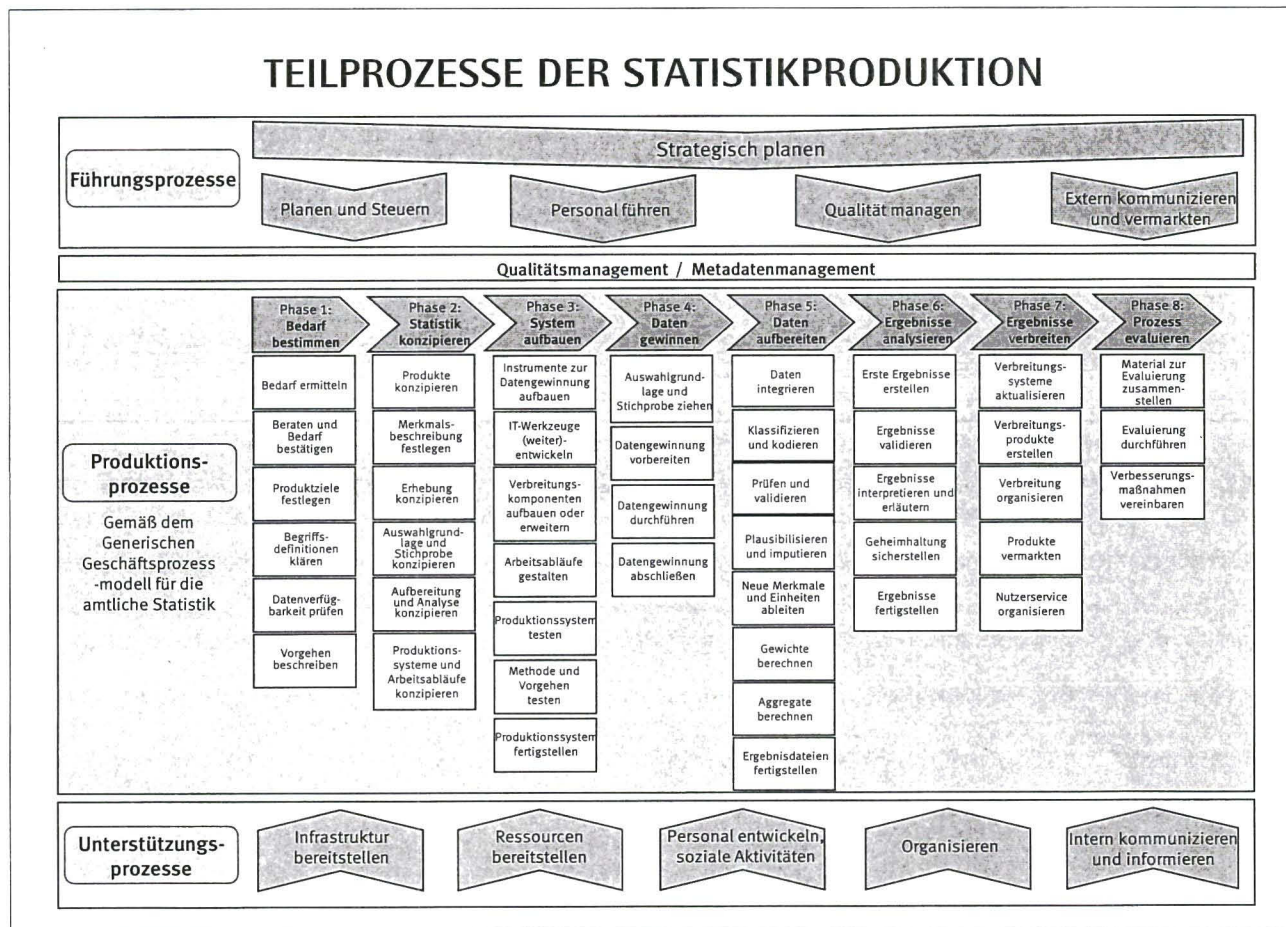 TEILPROZESSE DER STATISTIKPRODUKTION
Führungsprozesse
Strategisch planen
Planen und Steuern
Personal führen
Qualität managen
Extern kommunizieren
und vermarkten
Qualitätsmanagement / Metadatenmanagement
Produktions-
prozesse
Gemäß dem
Generischen
Geschäftsprozess
-modell für die
amtliche Statistik
Phase 1:
Bedarf
bestimmen
Bedarf ermitteln
Beraten und
Bedarf
bestätigen
Produktziele
festlegen
Begriffs-
definitionen
klären
Datenverfüg-
barkeit prüfen
Vorgehen
beschreiben
Phase 2:
Statistik
konzipieren
Produkte
konzipieren
Merkmals-
beschreibung
festlegen
Erhebung
konzipieren
Auswahlgrund-
lage und
Stichprobe
konzipieren
Aufbereitung
und Analyse
konzipieren
Produktions-
systeme und
Arbeitsabläufe
konzipieren
Phase 3:
System
aufbauen
Instrumente zur
Datengewinnung
aufbauen
IT-Werkzeuge
(weiter)-
entwickeln
Verbreitungs-
komponenten
aufbauen oder
erweitern
Arbeitsabläufe
gestalten
Produktionssystem
testen
Methode und
Vorgehen
testen
Produktionssystem
fertigstellen
Phase 4:
Daten
gewinnen
Auswahlgrund-
lage und
Stichprobe ziehen
Datengewinnung
vorbereiten
Datengewinnung
durchführen
Datengewinnung
abschließen
Phase 5:
Daten
aufbereiten
Daten
integrieren
Klassifizieren
und kodieren
Prüfen und
validieren
Plausibilisieren
und imputieren
Neue Merkmale
und Einheiten
ableiten
Gewichte
berechnen
Aggregate
berechnen
Ergebnisdateien
fertigstellen
Phase 6:
Ergebnisse
analysieren
Erste Ergebnisse
erstellen
Ergebnisse
validieren
Ergebnisse
interpretieren und
erläutern
Geheimhaltung
sicherstellen
Ergebnisse
fertigstellen
Phase 7:
Ergebnisse
verbreiten
Verbreitungs-
systeme
aktualisieren
Verbreitungs-
produkte
erstellen
Verbreitung
organisieren
Produkte
vermarkten
Nutzerservice
organisieren
Phase 8:
Prozess
evaluieren
Material zur
Evaluierung
zusammen-
stellen
Evaluierung
durchführen
Verbesserungs-
maßnahmen
vereinbaren
Unterstützungs-
prozesse
Infrastruktur
bereitstellen
Ressourcen
bereitstellen
Personal entwickeln,
soziale Aktivitäten
Organisieren
Intern kommunizieren
und informieren